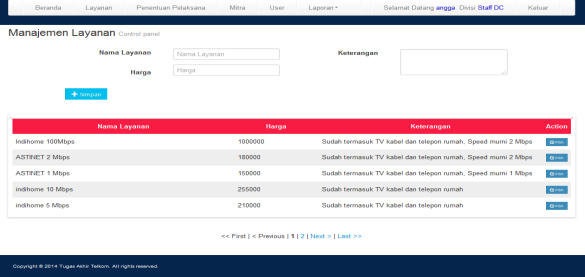 Beranda Layanan Penentuan Pelaksana Mitra User Laporan Selamat Datang angga Divisi Staff DC Keluar
Manajemen Layanan Control panel
Nama Layanan Nama Layanan Keterangan
Harga Harga
+ Simpan
Nama Layanan Harga Keterangan Action
Indihome 100Mbps 1000000 Sudah termasuk TV kabel dan telepon rumah, Speed murni 2 Mbps
ASTINET 2 Mbps 180000 Sudah termasuk TV kabel dan telepon rumah, Speed murni 2 Mbps
ASTINET 1 Mbps 150000 Sudah termasuk TV kabel dan telepon rumah, Speed murni 1 Mbps
indihome 10 Mbps 255000 Sudah termasuk TV kabel dan telepon rumah
indihome 5 Mbps 210000 Sudah termasuk TV kabel dan telepon rumah
<< First | < Previous | 1 | 2 | Next > | Last >>
Copyright © 2014 Tugas Akhir Telkom. All rights reserved.